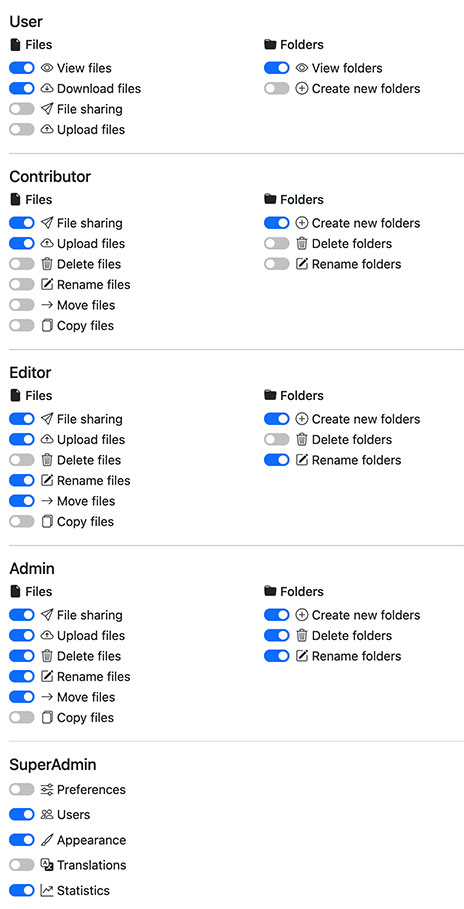 User
Files
View files
Download files
File sharing
Upload files
Folders
View folders
Create new folders
Contributor
Files
File sharing
Upload files
Delete files
Rename files
Move files
Copy files
Folders
Create new folders
Delete folders
Rename folders
Editor
Files
File sharing
Upload files
Delete files
Rename files
Move files
Copy files
Folders
Create new folders
Delete folders
Rename folders
Admin
Files
File sharing
Upload files
Delete files
Rename files
Move files
Copy files
Folders
Create new folders
Delete folders
Rename folders
SuperAdmin
Preferences
Users
Appearance
Translations
Statistics